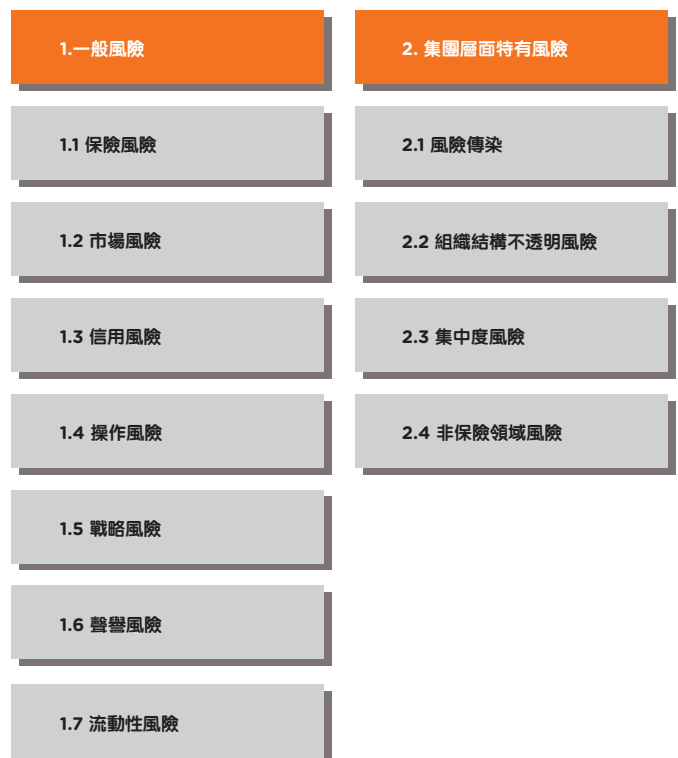 1.一般風險
1.1 保險風險
1.2 市場風險
1.3 信用風險
1.4 操作風險
1.5 戰略風險
1.6 聲譽風險
1.7 流動性風險
2. 集團層面特有風險
2.1 風險傳染
2.2 組織結構不透明風險
2.3 集中度風險
2.4 非保險領域風險